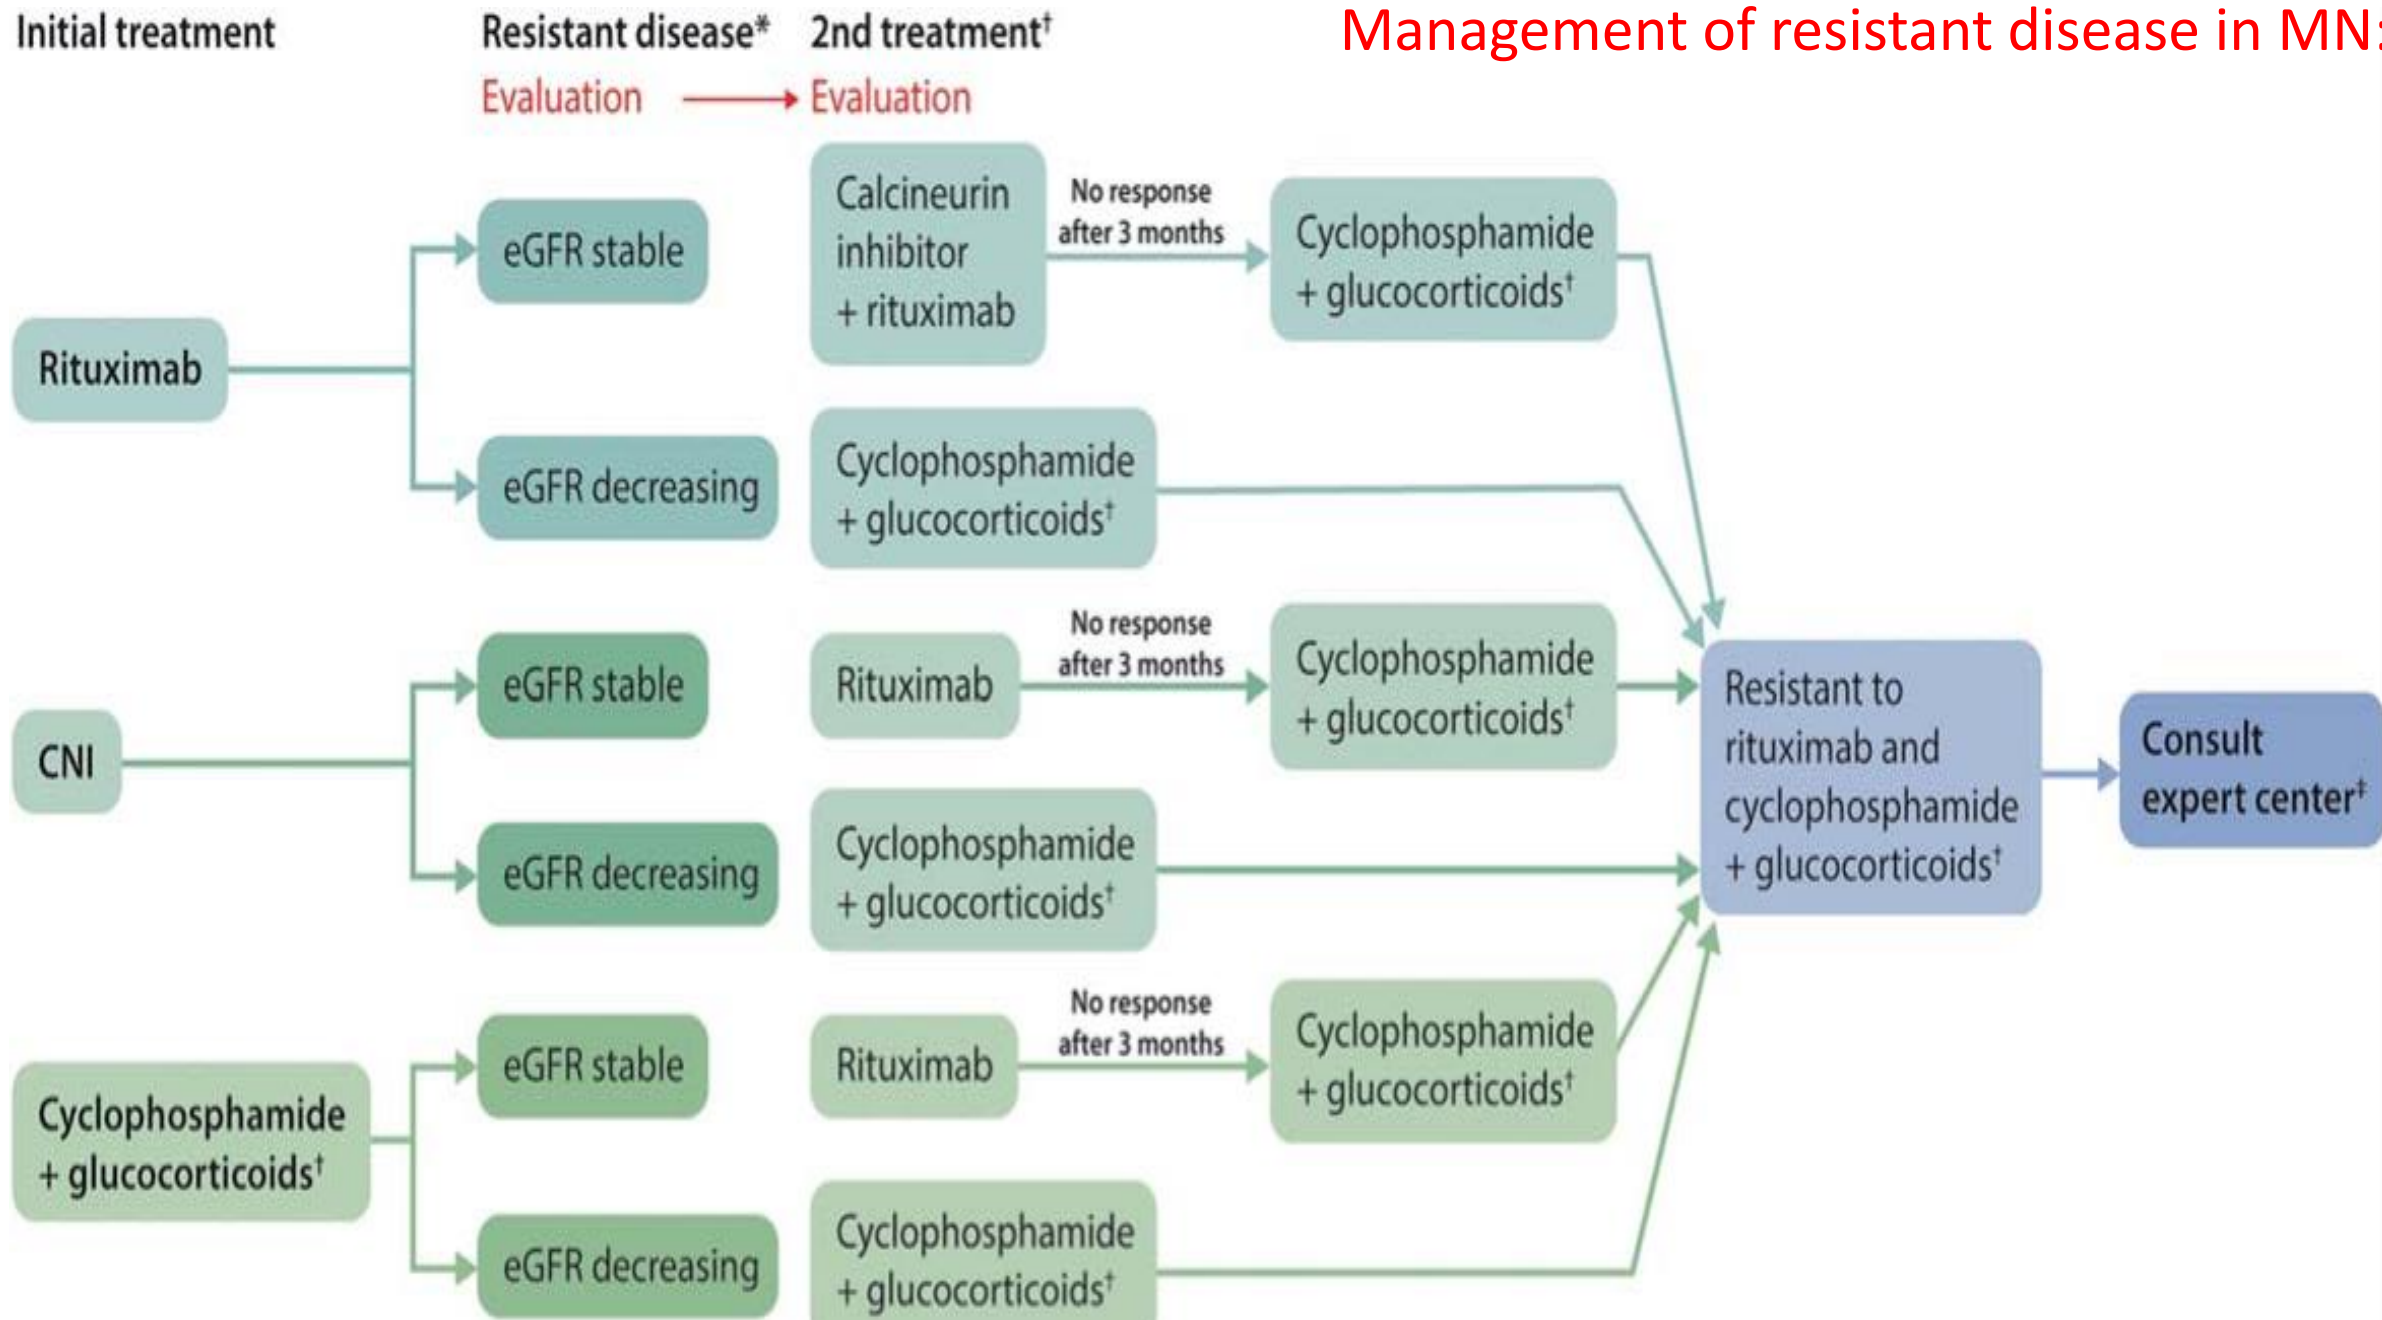 Management of resistant disease in MN:
Initial treatment
Resistant disease*
2nd treatment†
Evaluation
Evaluation
Rituximab
eGFR stable
Calcineurin
inhibitor
+ rituximab
No response
after 3 months
Cyclophosphamide
+ glucocorticoids†
eGFR decreasing
Cyclophosphamide
+ glucocorticoids†
CNI
eGFR stable
Rituximab
No response
after 3 months
Cyclophosphamide
+ glucocorticoids†
eGFR decreasing
Cyclophosphamide
+ glucocorticoids†
Cyclophosphamide
+ glucocorticoids†
eGFR stable
Rituximab
No response
after 3 months
Cyclophosphamide
+ glucocorticoids†
eGFR decreasing
Cyclophosphamide
+ glucocorticoids†
Resistant to
rituximab and
cyclophosphamide
+ glucocorticoids†
Consult
expert center‡